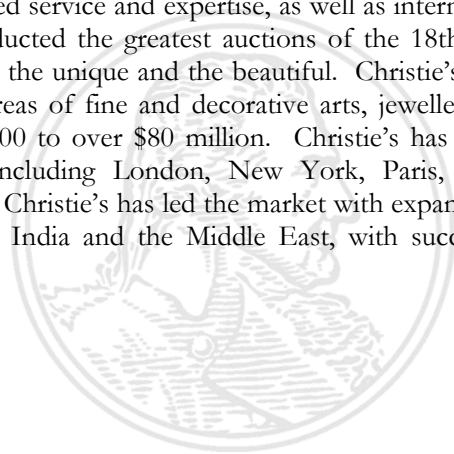 ed service and expertise, as well as intern
ducted the greatest auctions of the 18th
the unique and the beautiful. Christie's
reas of fine and decorative arts, jewelle
00 to over $80 million. Christie's has
ncluding London, New York, Paris,
Christie's has led the market with expan
India and the Middle East, with succ